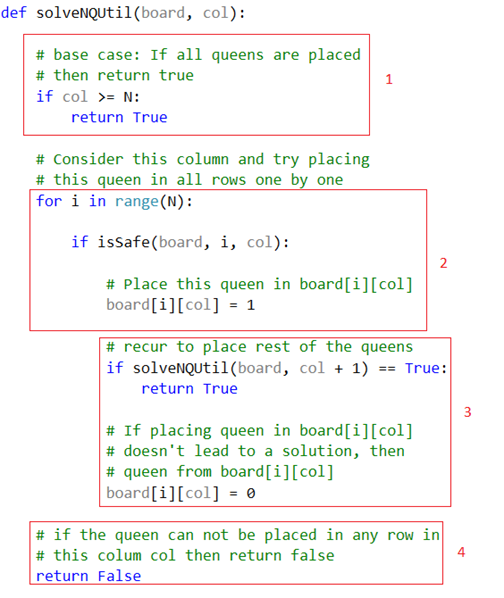 def solveNQUtil(board, col):
# base case: If all queens are placed
# then return true
if col >= N:
return True
1
# Consider this column and try placing
# this queen in all rows one by one
for i in range(N):
if isSafe(board, i, col):
# Place this queen in board[i][col]
board[i][col] = 1
2
# recur to place rest of the queens
if solveNQUtil(board, col + 1) == True:
return True
# If placing queen in board[i][col]
# doesn't lead to a solution, then
# queen from board[i][col]
board[i][col] = 0
3
# if the queen can not be placed in any row in
# this colum col then return false
return False
4